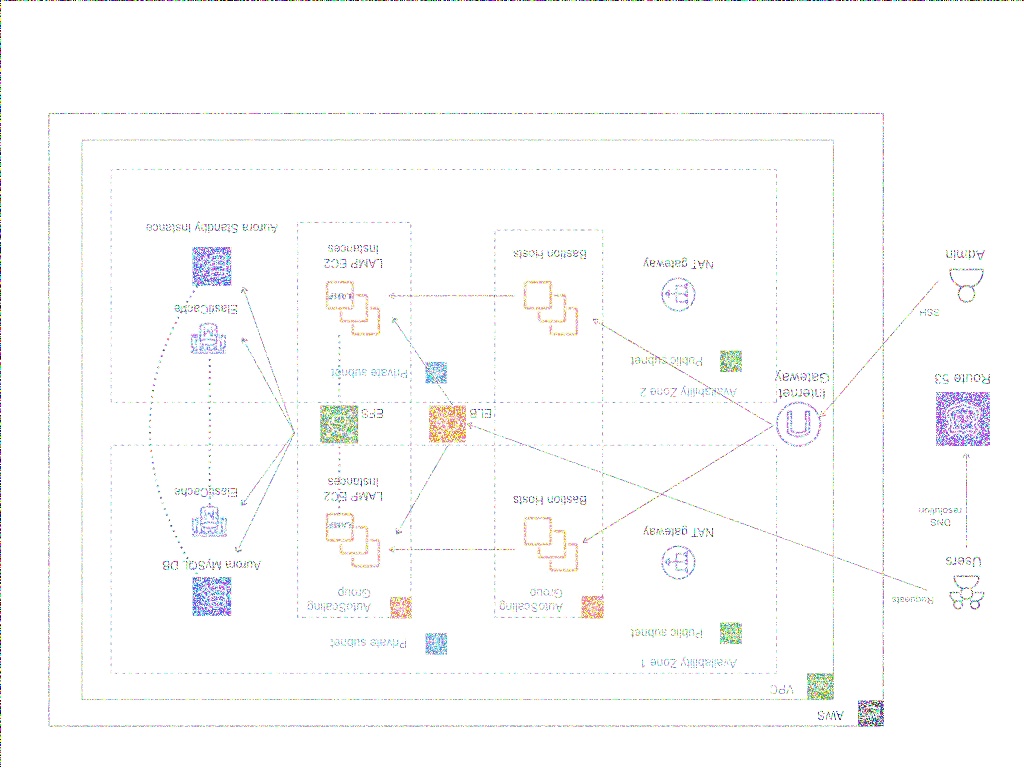 AWS
VPC
Availability Zone 1
Public subnet
Private subnet
AutoScaling
Group
AutoScaling
Group
Users
Requests
DNS
resolution
NAT gateway
Bastion Hosts
LAMP EC2
Instances
Aurora MySQL DB
ElastiCache
Route 53
Internet
Gateway
ELB
EFS
Availability Zone 2
Public subnet
Private subnet
SSH
Admin
NAT gateway
Bastion Hosts
LAMP EC2
Instances
ElastiCache
Aurora Standby Instance